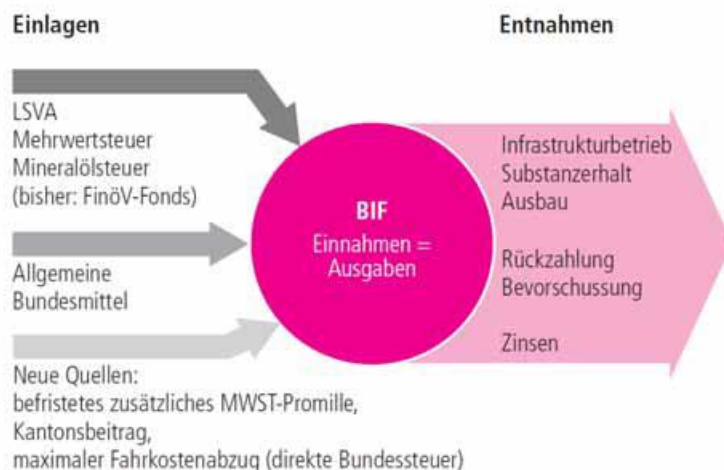 Einlagen
LSVA
Mehrwertsteuer
Mineralölsteuer
(bisher: FinöV-Fonds)
Allgemeine
Bundesmittel
Neue Quellen:
befristetes zusätzliches MWST-Promille,
Kantonsbeitrag,
maximaler Fahrkostenabzug (direkte Bundessteuer)
BIF
Einnahmen =
Ausgaben
Entnahmen
Infrastrukturbetrieb
Substanzerhalt
Ausbau
Rückzahlung
Bevorschussung
Zinsen